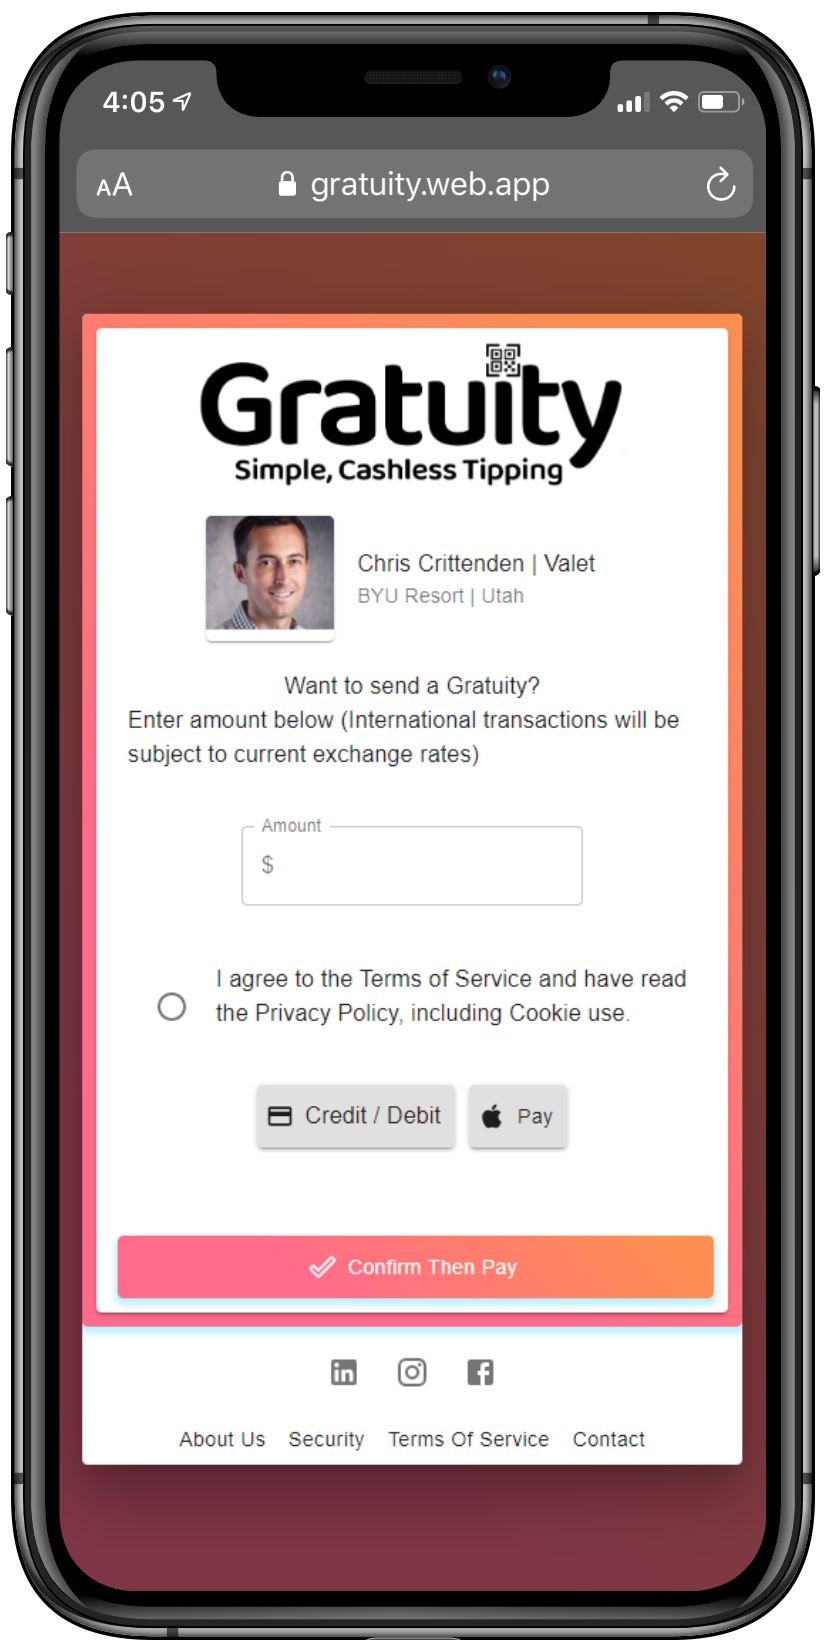 4:05
AA gratuity.web.app
Gratuity
Simple, Cashless Tipping
Chris Crittenden | Valet
BYU Resort | Utah
Want to send a Gratuity?
Enter amount below (International transactions will be
subject to current exchange rates)
Amount
$
I agree to the Terms of Service and have read
the Privacy Policy, including Cookie use.
Credit / Debit Pay
Confirm Then Pay
in
About Us Security Terms Of Service Contact